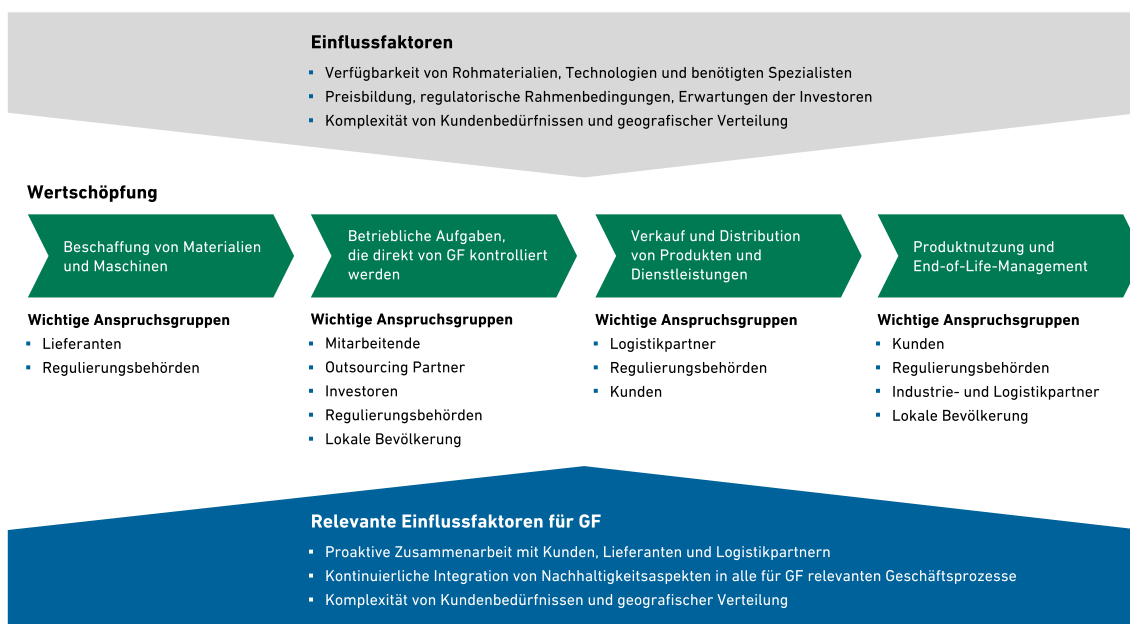 Einflussfaktoren
▪ Verfügbarkeit von Rohmaterialien, Technologien und benötigten Spezialisten
▪ Preisbildung, regulatorische Rahmenbedingungen, Erwartungen der Investoren
▪ Komplexität von Kundenbedürfnissen und geografischer Verteilung
Wertschöpfung
Beschaffung von Materialien
und Maschinen
Wichtige Anspruchsgruppen
▪ Lieferanten
▪ Regulierungsbehörden
Betriebliche Aufgaben,
die direkt von GF kontrolliert
werden
Wichtige Anspruchsgruppen
▪ Mitarbeitende
▪ Outsourcing Partner
▪ Investoren
▪ Regulierungsbehörden
▪ Lokale Bevölkerung
Verkauf und Distribution
von Produkten und
Dienstleistungen
Wichtige Anspruchsgruppen
▪ Logistikpartner
▪ Regulierungsbehörden
▪ Kunden
Produktnutzung und
End-of-Life-Management
Wichtige Anspruchsgruppen
▪ Kunden
▪ Regulierungsbehörden
▪ Industrie- und Logistikpartner
▪ Lokale Bevölkerung
Relevante Einflussfaktoren für GF
▪ Proaktive Zusammenarbeit mit Kunden, Lieferanten und Logistikpartnern
▪ Kontinuierliche Integration von Nachhaltigkeitsaspekten in alle für GF relevanten Geschäftsprozesse
▪ Komplexität von Kundenbedürfnissen und geografischer Verteilung